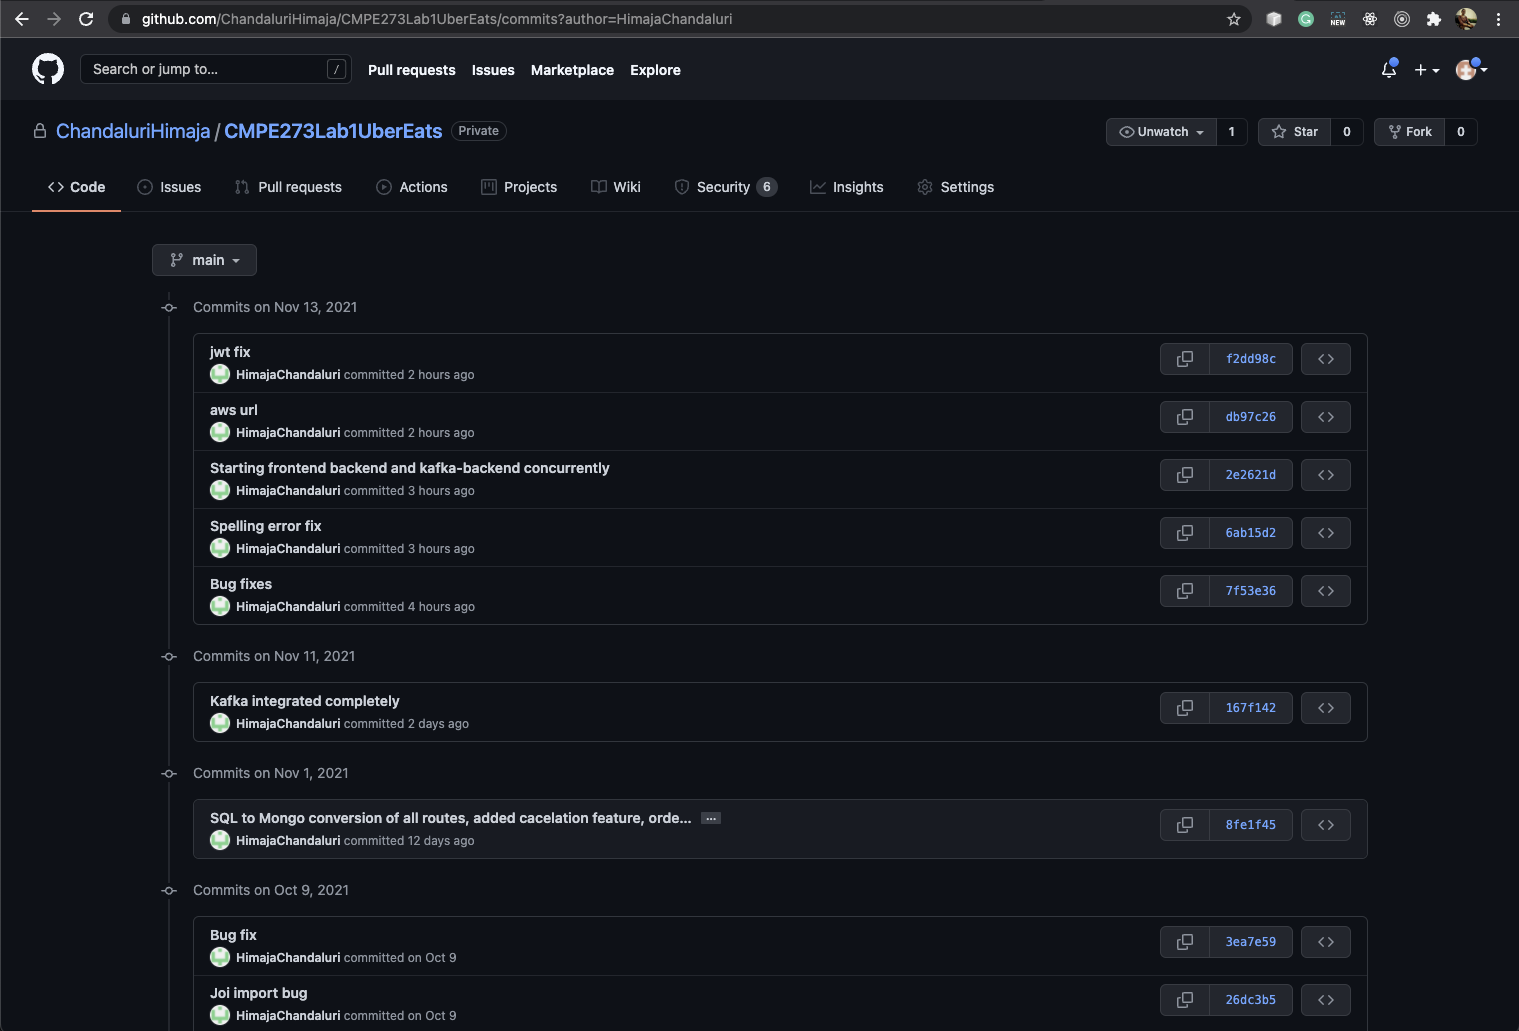 github.com/ChandaluriHimaja/CMPE273Lab1UberEats/commits?author=HimajaChandaluri
NEW
Search or jump to...
/
Pull requests
Issues
Marketplace
Explore
ChandaluriHimaja / CMPE273Lab1UberEats Private
Unwatch 1
Star 0
Fork 0
Code
Issues
Pull requests
Actions
Projects
Wiki
Security 6
Insights
Settings
main
Commits on Nov 13, 2021
jwt fix
HimajaChandaluri committed 2 hours ago
f2dd98c
aws url
HimajaChandaluri committed 2 hours ago
db97c26
Starting frontend backend and kafka-backend concurrently
HimajaChandaluri committed 3 hours ago
2e2621d
Spelling error fix
HimajaChandaluri committed 3 hours ago
6ab15d2
Bug fixes
HimajaChandaluri committed 4 hours ago
7f53e36
Commits on Nov 11, 2021
Kafka integrated completely
HimajaChandaluri committed 2 days ago
167f142
Commits on Nov 1, 2021
SQL to Mongo conversion of all routes, added cacelation feature, orde... ...
HimajaChandaluri committed 12 days ago
8fe1f45
Commits on Oct 9, 2021
Bug fix
HimajaChandaluri committed on Oct 9
3ea7e59
Joi import bug
HimajaChandaluri committed on Oct 9
26dc3b5